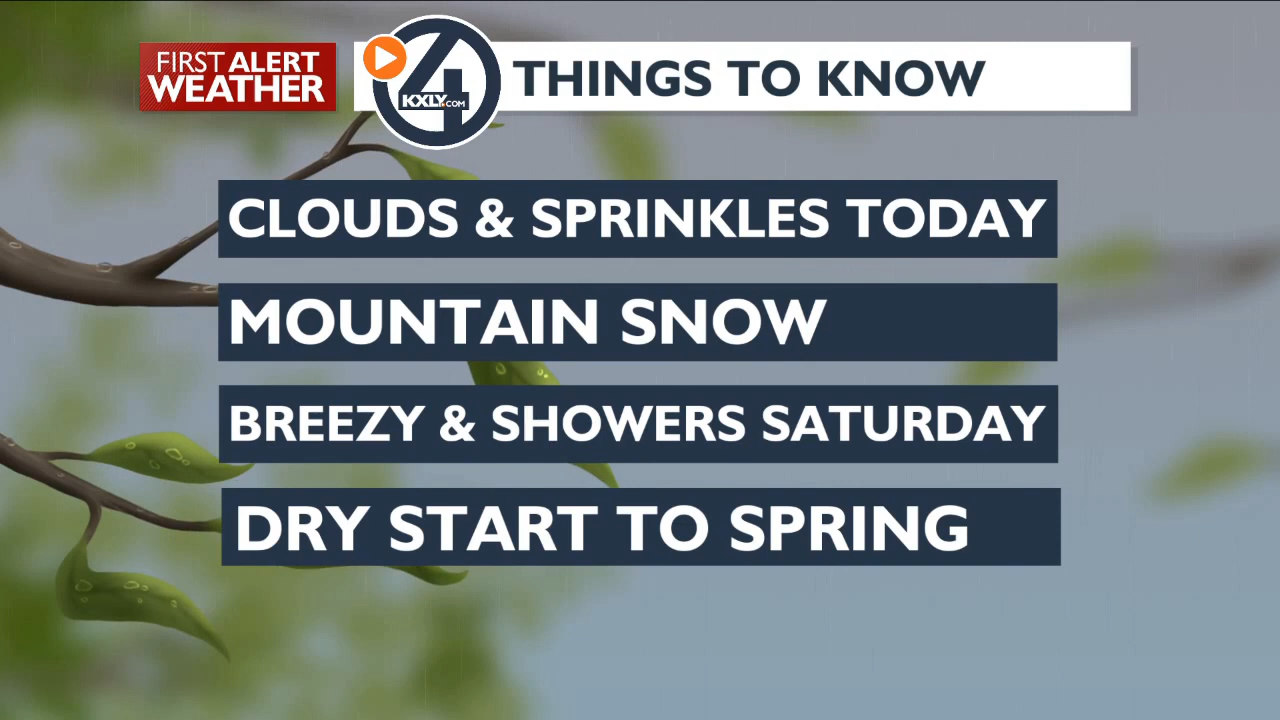 FIRST ALERT
WEATHER
4
KXLY.COM
THINGS TO KNOW
CLOUDS & SPRINKLES TODAY
MOUNTAIN SNOW
BREEZY & SHOWERS SATURDAY
DRY START TO SPRING